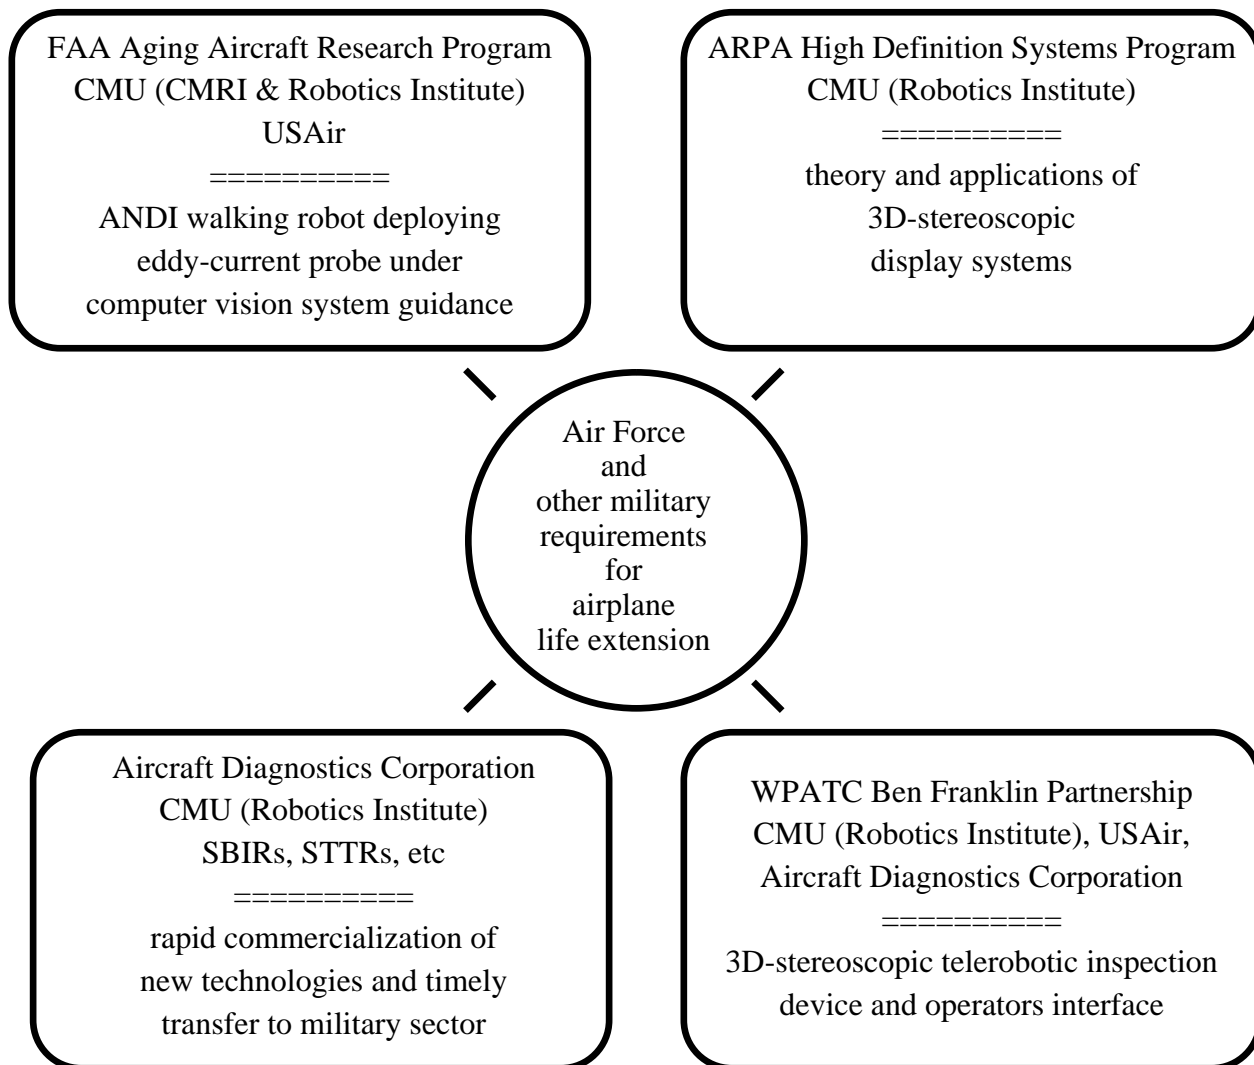 FAA Aging Aircraft Research Program
CMU (CMRI & Robotics Institute)
USAir
==========
ANDI walking robot deploying
eddy-current probe under
computer vision system guidance
ARPA High Definition Systems Program
CMU (Robotics Institute)
==========
theory and applications of
3D-stereoscopic
display systems
Air Force
and
other military
requirements
for
airplane
life extension
Aircraft Diagnostics Corporation
CMU (Robotics Institute)
SBIRs, STTRs, etc
==========
rapid commercialization of
new technologies and timely
transfer to military sector
WPATC Ben Franklin Partnership
CMU (Robotics Institute), USAir,
Aircraft Diagnostics Corporation
==========
3D-stereoscopic telerobotic inspection
device and operators interface